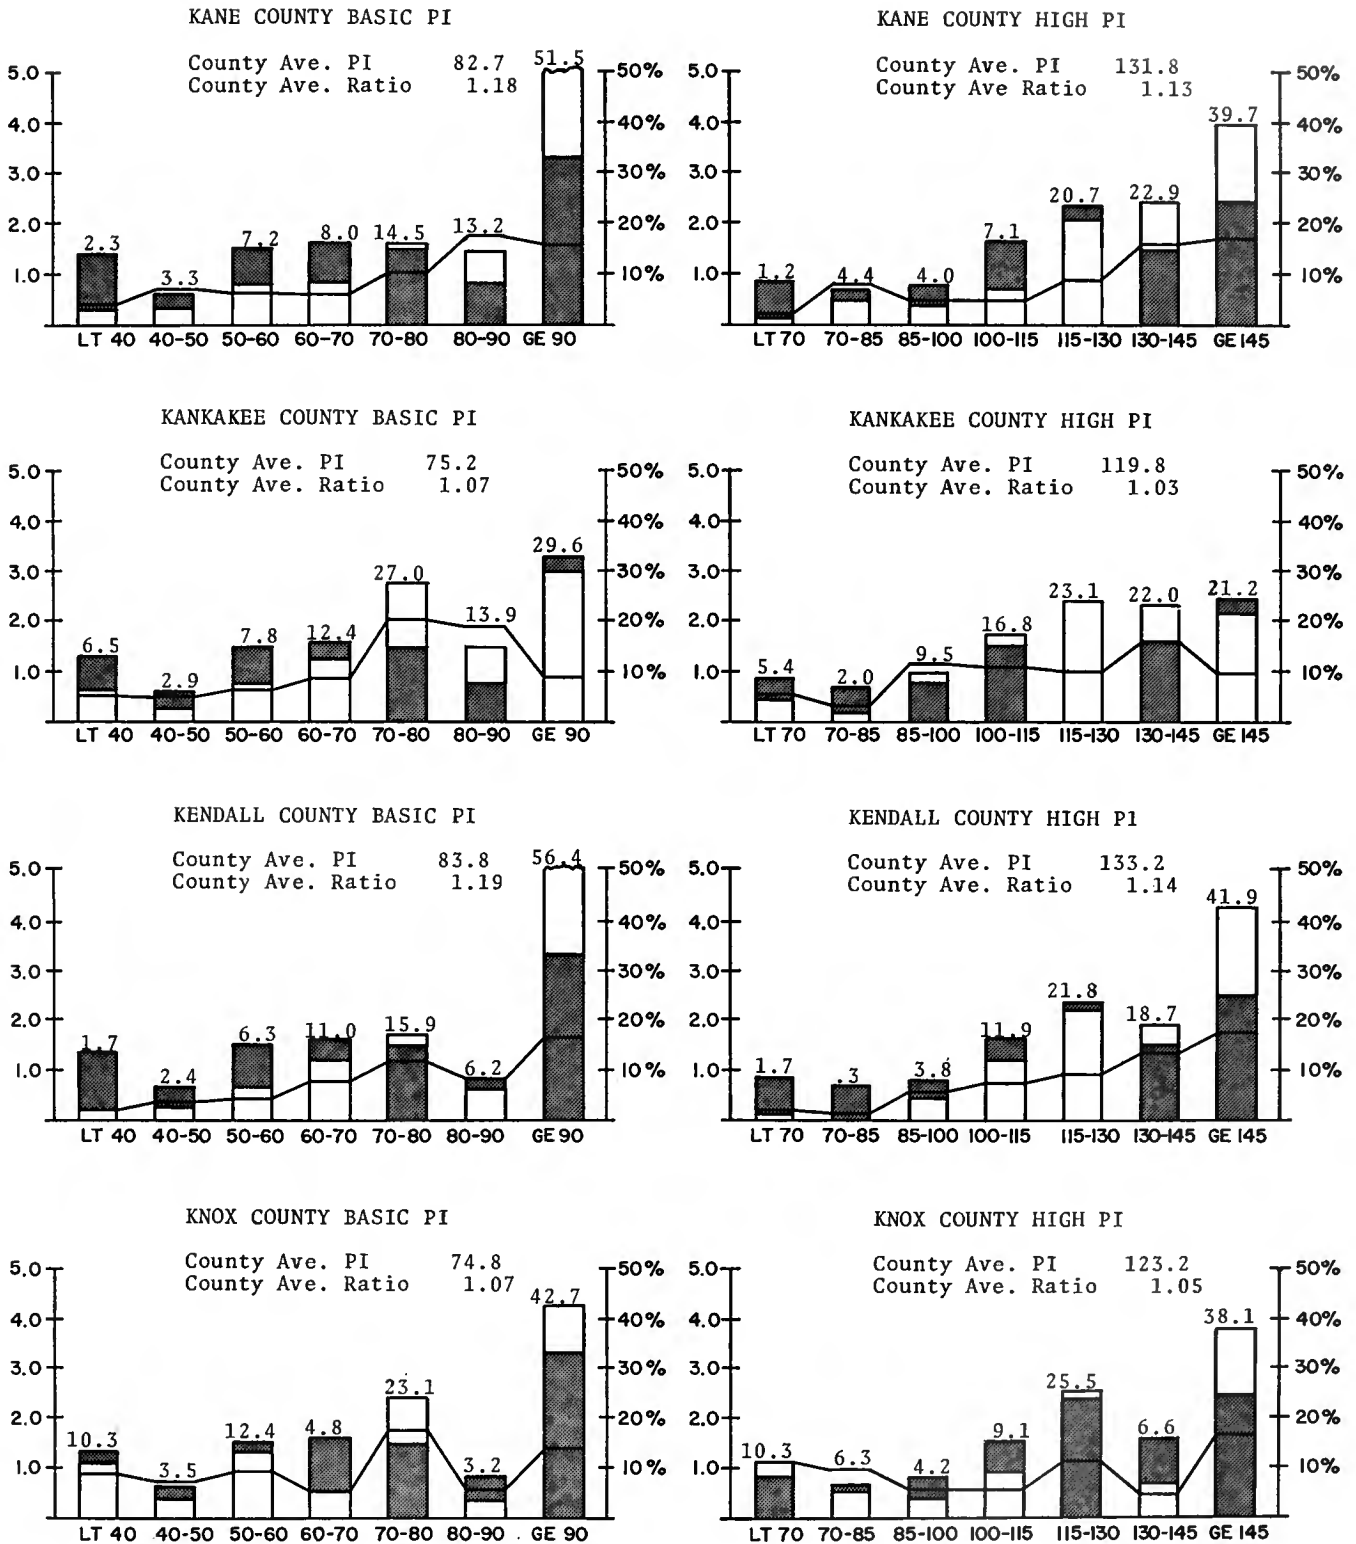 KANE COUNTY BASIC PI
County Ave. PI 82.7
County Ave. Ratio 1.18
51.5
5.0 50%
4.0 40%
3.0 30%
2.0 20%
1.0 10%
2.3 3.3 7.2 8.0 14.5 13.2
LT 40 40-50 50-60 60-70 70-80 80-90 GE 90
KANE COUNTY HIGH PI
County Ave. PI 131.8
County Ave Ratio 1.13
5.0 50%
4.0 40%
3.0 30%
2.0 20%
1.0 10%
1.2 4.4 4.0 7.1 20.7 22.9 39.7
LT 70 70-85 85-100 100-115 115-130 130-145 GE 145
KANKAKEE COUNTY BASIC PI
County Ave. PI 75.2
County Ave. Ratio 1.07
5.0 50%
4.0 40%
3.0 30%
2.0 20%
1.0 10%
6.5 2.9 7.8 12.4 27.0 13.9 29.6
LT 40 40-50 50-60 60-70 70-80 80-90 GE 90
KANKAKEE COUNTY HIGH PI
County Ave. PI 119.8
County Ave. Ratio 1.03
5.0 50%
4.0 40%
3.0 30%
2.0 20%
1.0 10%
5.4 2.0 9.5 16.8 23.1 22.0 21.2
LT 70 70-85 85-100 100-115 115-130 130-145 GE 145
KENDALL COUNTY BASIC PI
County Ave. PI 83.8
County Ave. Ratio 1.19
56.4
5.0 50%
4.0 40%
3.0 30%
2.0 20%
1.0 10%
1.7 2.4 6.3 11.0 15.9 6.2
LT 40 40-50 50-60 60-70 70-80 80-90 GE 90
KENDALL COUNTY HIGH P1
County Ave. PI 133.2
County Ave. Ratio 1.14
5.0 50%
4.0 40%
3.0 30%
2.0 20%
1.0 10%
1.7 .3 3.8 11.9 21.8 18.7 41.9
LT 70 70-85 85-100 100-115 115-130 130-145 GE 145
KNOX COUNTY BASIC PI
County Ave. PI 74.8
County Ave. Ratio 1.07
5.0 50%
4.0 40%
3.0 30%
2.0 20%
1.0 10%
10.3 3.5 12.4 4.8 23.1 3.2 42.7
LT 40 40-50 50-60 60-70 70-80 80-90 GE 90
KNOX COUNTY HIGH PI
County Ave. PI 123.2
County Ave. Ratio 1.05
5.0 50%
4.0 40%
3.0 30%
2.0 20%
1.0 10%
10.3 6.3 4.2 9.1 25.5 6.6 38.1
LT 70 70-85 85-100 100-115 115-130 130-145 GE 145